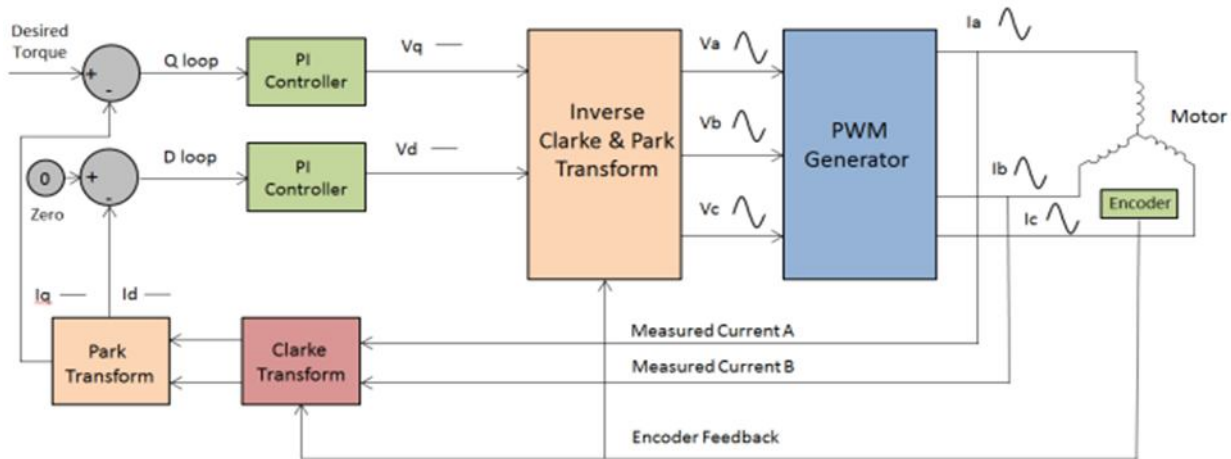 Desired
Torque
+
-
Q loop
PI
Controller
Vq
Va
Ia
0
Zero
+
-
D loop
PI
Controller
Vd
Inverse
Clarke & Park
Transform
Vb
Vc
PWM
Generator
Ib
Ic
Motor
Encoder
Iq
Id
Park
Transform
Clarke
Transform
Measured Current A
Measured Current B
Encoder Feedback